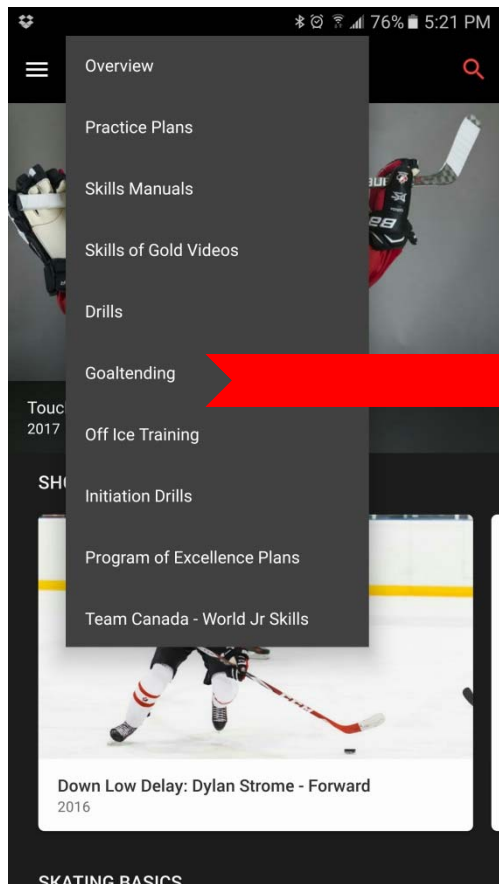 76% 5:21 PM
Overview
Practice Plans
Skills Manuals
Skills of Gold Videos
Drills
Goaltending
Touc
2017
Off Ice Training
SH
Initiation Drills
Program of Excellence Plans
Team Canada - World Jr Skills
Down Low Delay: Dylan Strome - Forward
2016
SKATING BASICS